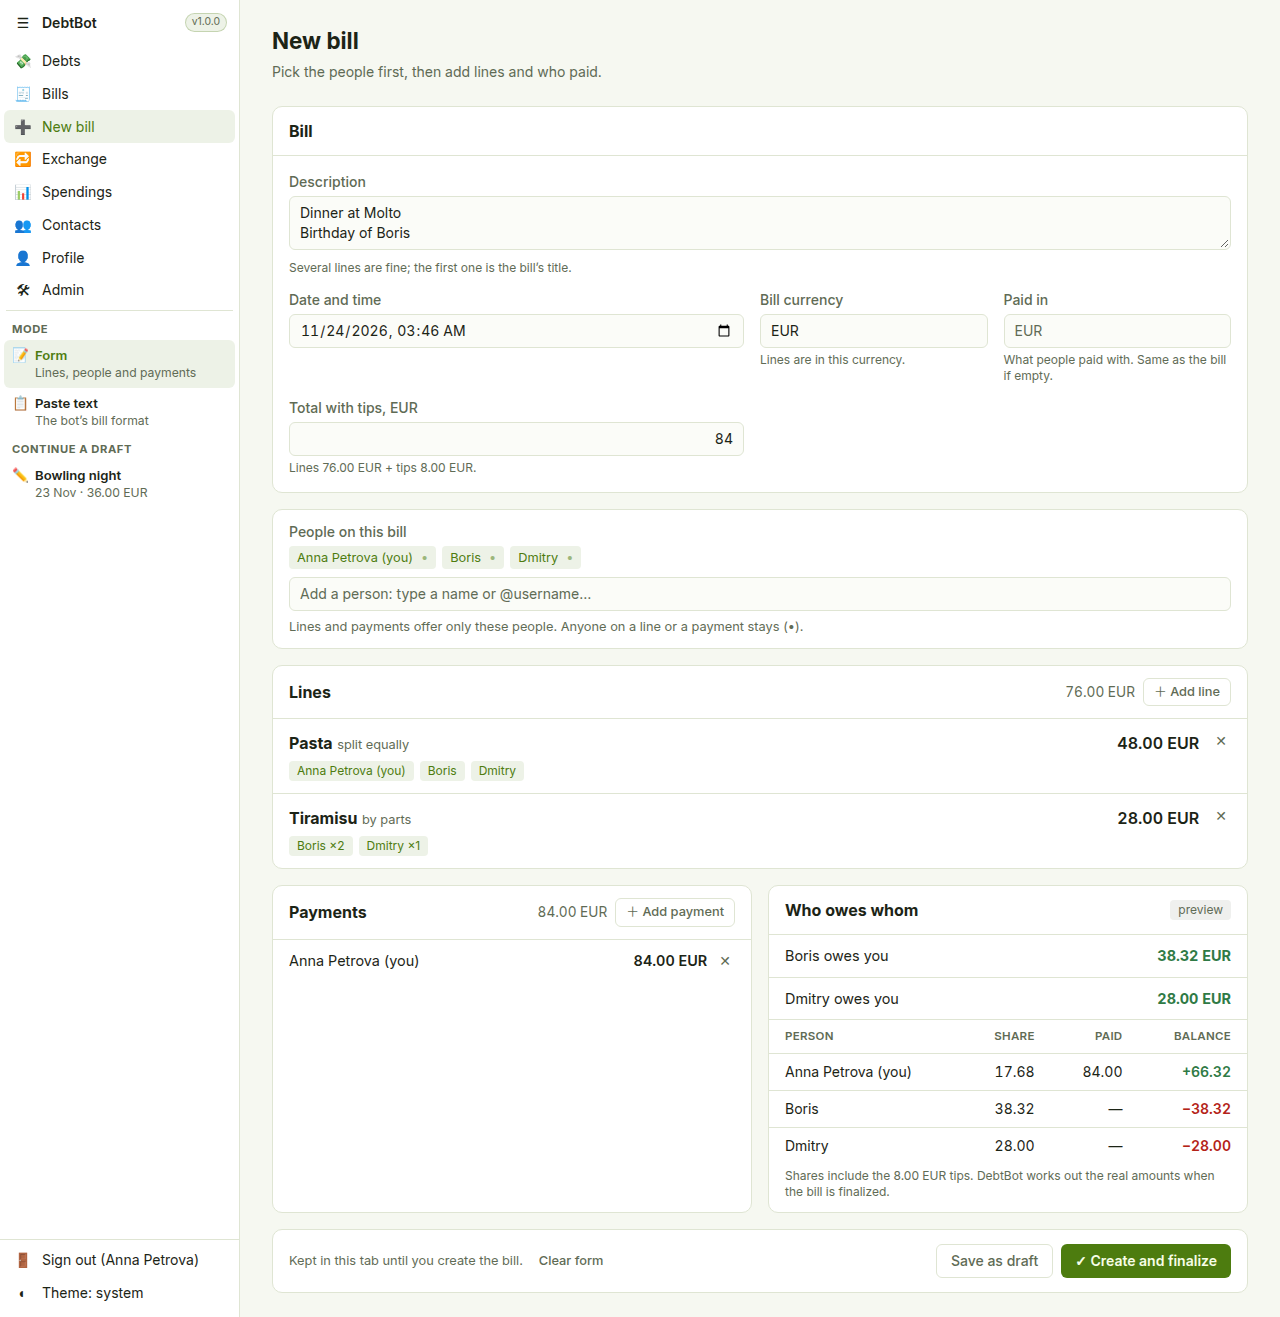 ☰ DebtBot v1.0.0
Debts
Bills
New bill
Exchange
Spendings
Contacts
Profile
Admin
MODE
Form
Lines, people and payments
Paste text
The bot's bill format
CONTINUE A DRAFT
Bowling night
23 Nov · 36.00 EUR
Sign out (Anna Petrova)
Theme: system
New bill
Pick the people first, then add lines and who paid.
Bill
Description
Dinner at Molto
Birthday of Boris
Several lines are fine; the first one is the bill's title.
Date and time
11/24/2026, 03:46 AM
Bill currency
EUR
Lines are in this currency.
Paid in
EUR
What people paid with. Same as the bill
if empty.
Total with tips, EUR
84
Lines 76.00 EUR + tips 8.00 EUR.
People on this bill
Anna Petrova (you) • Boris • Dmitry •
Add a person: type a name or @username…
Lines and payments offer only these people. Anyone on a line or a payment stays (•).
Lines 76.00 EUR + Add line
Pasta split equally 48.00 EUR ✕
Anna Petrova (you) Boris Dmitry
Tiramisu by parts 28.00 EUR ✕
Boris ×2 Dmitry ×1
Payments 84.00 EUR + Add payment
Anna Petrova (you) 84.00 EUR ✕
Who owes whom preview
Boris owes you 38.32 EUR
Dmitry owes you 28.00 EUR
PERSON SHARE PAID BALANCE
Anna Petrova (you) 17.68 84.00 +66.32
Boris 38.32 — −38.32
Dmitry 28.00 — −28.00
Shares include the 8.00 EUR tips. DebtBot works out the real amounts when
the bill is finalized.
Kept in this tab until you create the bill. Clear form Save as draft ✓ Create and finalize